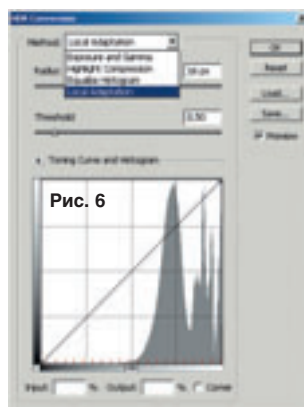 HDR Conversion
Method: Local Adaptation
OK
Exposure and Gamma
Highlight Compression
Equalize Histogram
Local Adaptation
Radius
16 px
Reset
Load...
Save...
Preview
Threshold
0.50
Toning Curve and Histogram
Рис. 6
Input: % Output: % Corner